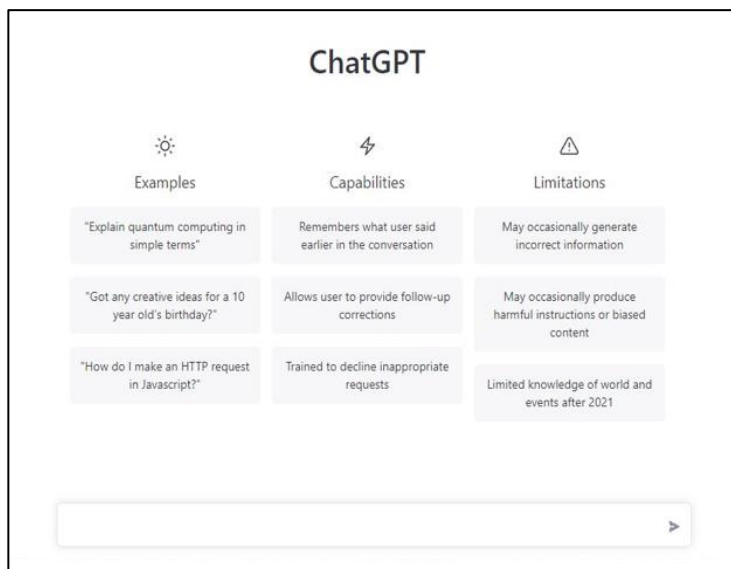 ChatGPT
Examples
"Explain quantum computing in
simple terms"
"Got any creative ideas for a 10
year old's birthday?"
"How do I make an HTTP request
in Javascript?"
Capabilities
Remembers what user said
earlier in the conversation
Allows user to provide follow-up
corrections
Trained to decline inappropriate
requests
Limitations
May occasionally generate
incorrect information
May occasionally produce
harmful instructions or biased
content
Limited knowledge of world and
events after 2021